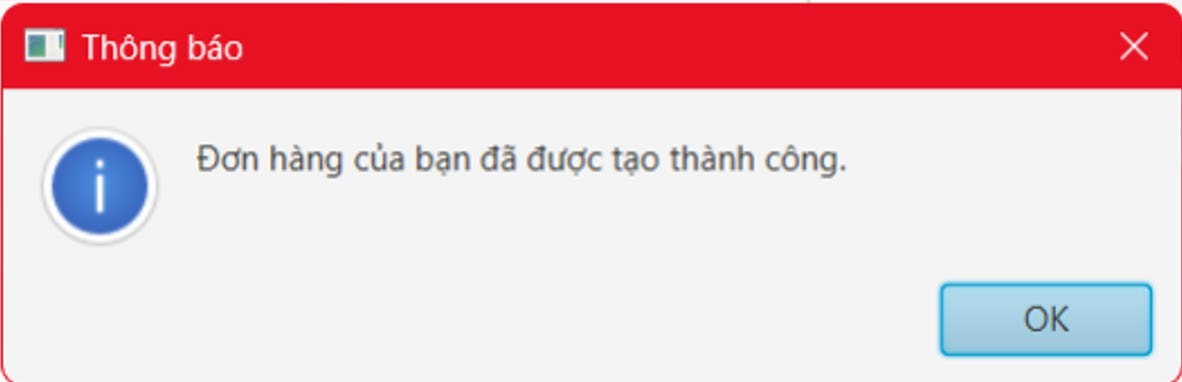 Thông báo
Đơn hàng của bạn đã được tạo thành công.
OK